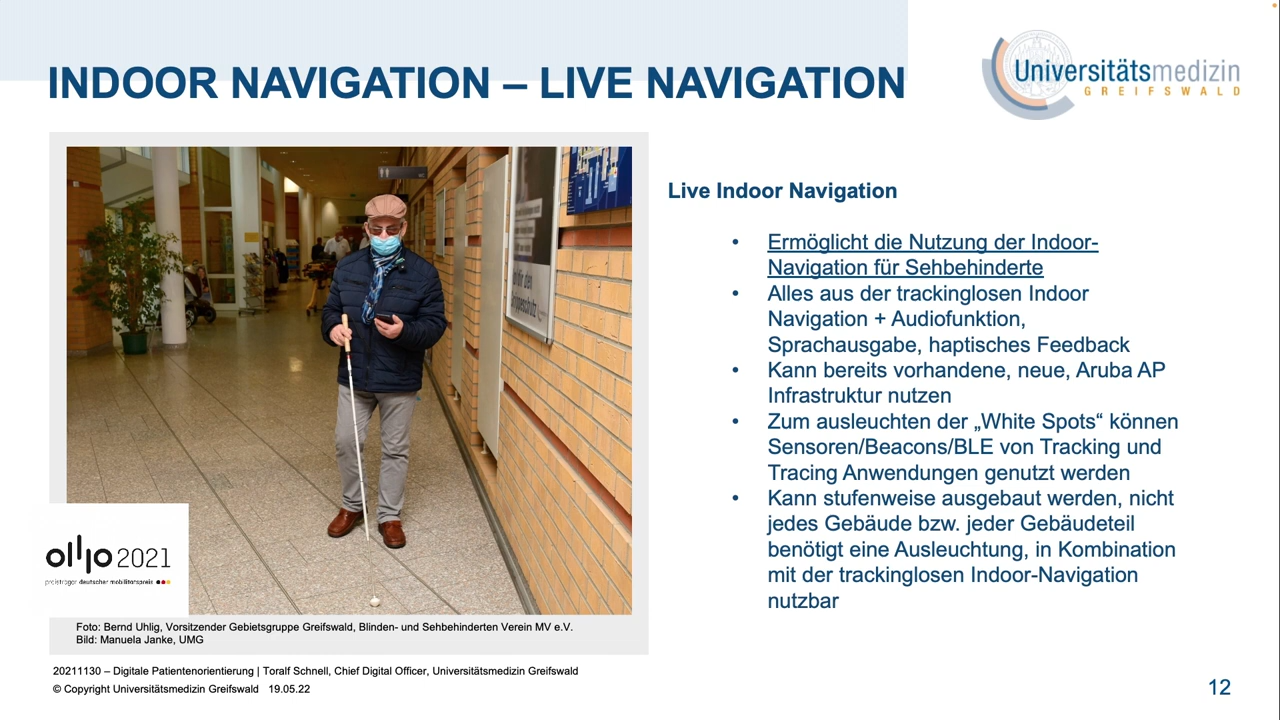 INDOOR NAVIGATION – LIVE NAVIGATION
Universitätsmedizin
GREIFSWALD
Live Indoor Navigation
• Ermöglicht die Nutzung der Indoor-
Navigation für Sehbehinderte
• Alles aus der trackinglosen Indoor
Navigation + Audiofunktion,
Sprachausgabe, haptisches Feedback
• Kann bereits vorhandene, neue, Aruba AP
Infrastruktur nutzen
• Zum ausleuchten der „White Spots“ können
Sensoren/Beacons/BLE von Tracking und
Tracing Anwendungen genutzt werden
• Kann stufenweise ausgebaut werden, nicht
jedes Gebäude bzw. jeder Gebäudeteil
benötigt eine Ausleuchtung, in Kombination
mit der trackinglosen Indoor-Navigation
nutzbar
2021
preisträger deutscher mobilitätspreis
Foto: Bernd Uhlig, Vorsitzender Gebietsgruppe Greifswald, Blinden- und Sehbehinderten Verein MV e.V.
Bild: Manuela Janke, UMG
20211130 – Digitale Patientenorientierung | Toralf Schnell, Chief Digital Officer, Universitätsmedizin Greifswald
© Copyright Universitätsmedizin Greifswald 19.05.22
12